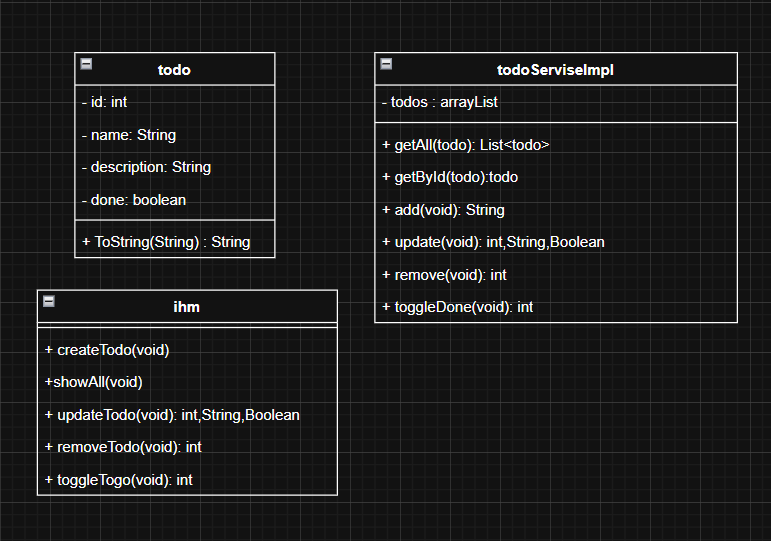 todo
- id: int
- name: String
- description: String
- done: boolean
+ ToString(String) : String
todoServiseImpl
- todos : arrayList
+ getAll(todo): List<todo>
+ getById(todo):todo
+ add(void): String
+ update(void): int,String,Boolean
+ remove(void): int
+ toggleDone(void): int
ihm
+ createTodo(void)
+showAll(void)
+ updateTodo(void): int,String,Boolean
+ removeTodo(void): int
+ toggleTogo(void): int